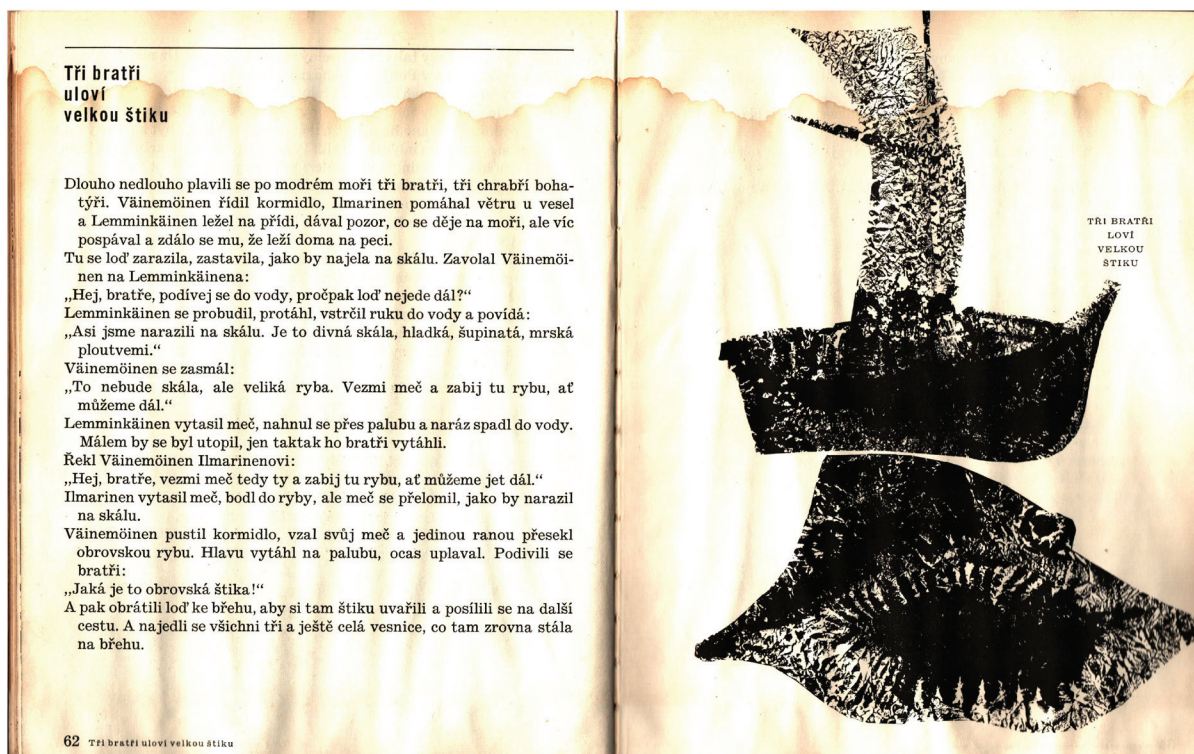 Tři bratři
uloví
velkou štiku
Dlouho nedlouho plavili se po modrém moři tři bratři, tři chrabří boha-
týři. Väinemöinen řídil kormidlo, Ilmarinen pomáhal větru u vesel
a Lemminkäinen ležel na přídi, dával pozor, co se děje na moři, ale víc
pospával a zdálo se mu, že leží doma na peci.
Tu se loď zarazila, zastavila, jako by najela na skálu. Zavolal Väinemöi-
nen na Lemminkäinena:
„Hej, bratře, podívej se do vody, pročpak loď nejede dál?“
Lemminkäinen se probudil, protáhl, vstrčil ruku do vody a povídá:
„Asi jsme narazili na skálu. Je to divná skála, hladká, šupinatá, mrská
ploutvemi.“
Väinemöinen se zasmál:
„To nebude skála, ale veliká ryba. Vezmi meč a zabij tu rybu, ať
můžeme dál.“
Lemminkäinen vytasil meč, nahnul se přes palubu a naráz spadl do vody.
Málem by se byl utopil, jen taktak ho bratři vytáhli.
Řekl Väinemöinen Ilmarinenovi:
„Hej, bratře, vezmi meč tedy ty a zabij tu rybu, ať můžeme jet dál.“
Ilmarinen vytasil meč, bodl do ryby, ale meč se přelomil, jako by narazil
na skálu.
Väinemöinen pustil kormidlo, vzal svůj meč a jedinou ranou přesekl
obrovskou rybu. Hlavu vytáhl na palubu, ocas uplaval. Podivili se
bratři:
„Jaká je to obrovská štika!“
A pak obrátili loď ke břehu, aby si tam štiku uvařili a posílili se na další
cestu. A najedli se všichni tři a ještě celá vesnice, co tam zrovna stála
na břehu.
62 Tři bratři uloví velkou štiku
TŘI BRATŘI
LOVÍ
VELKOU
ŠTIKU